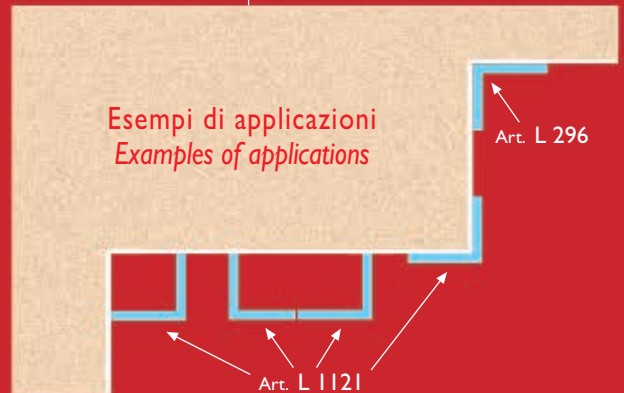 Esempi di applicazioni
Examples of applications
Art. L 296
Art. L 1121